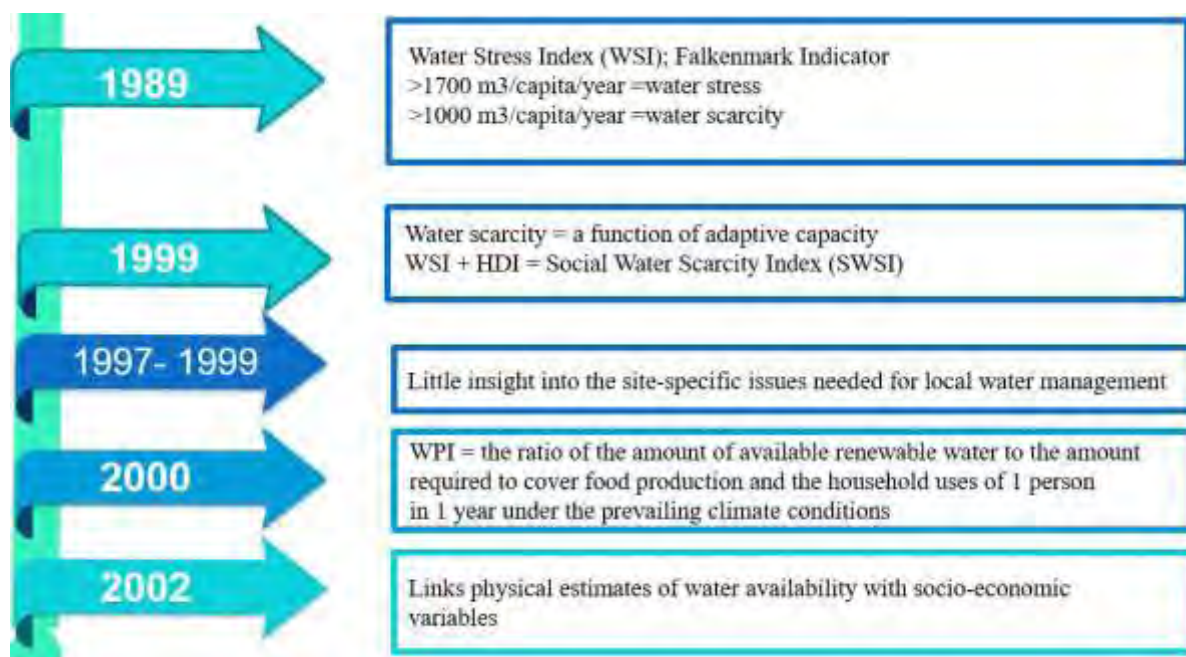 1989
Water Stress Index (WSI); Falkenmark Indicator
>1700 m3/capita/year =water stress
>1000 m3/capita/year =water scarcity
1999
Water scarcity = a function of adaptive capacity
WSI + HDI = Social Water Scarcity Index (SWSI)
1997- 1999
Little insight into the site-specific issues needed for local water management
2000
WPI = the ratio of the amount of available renewable water to the amount
required to cover food production and the household uses of 1 person
in 1 year under the prevailing climate conditions
2002
Links physical estimates of water availability with socio-economic
variables